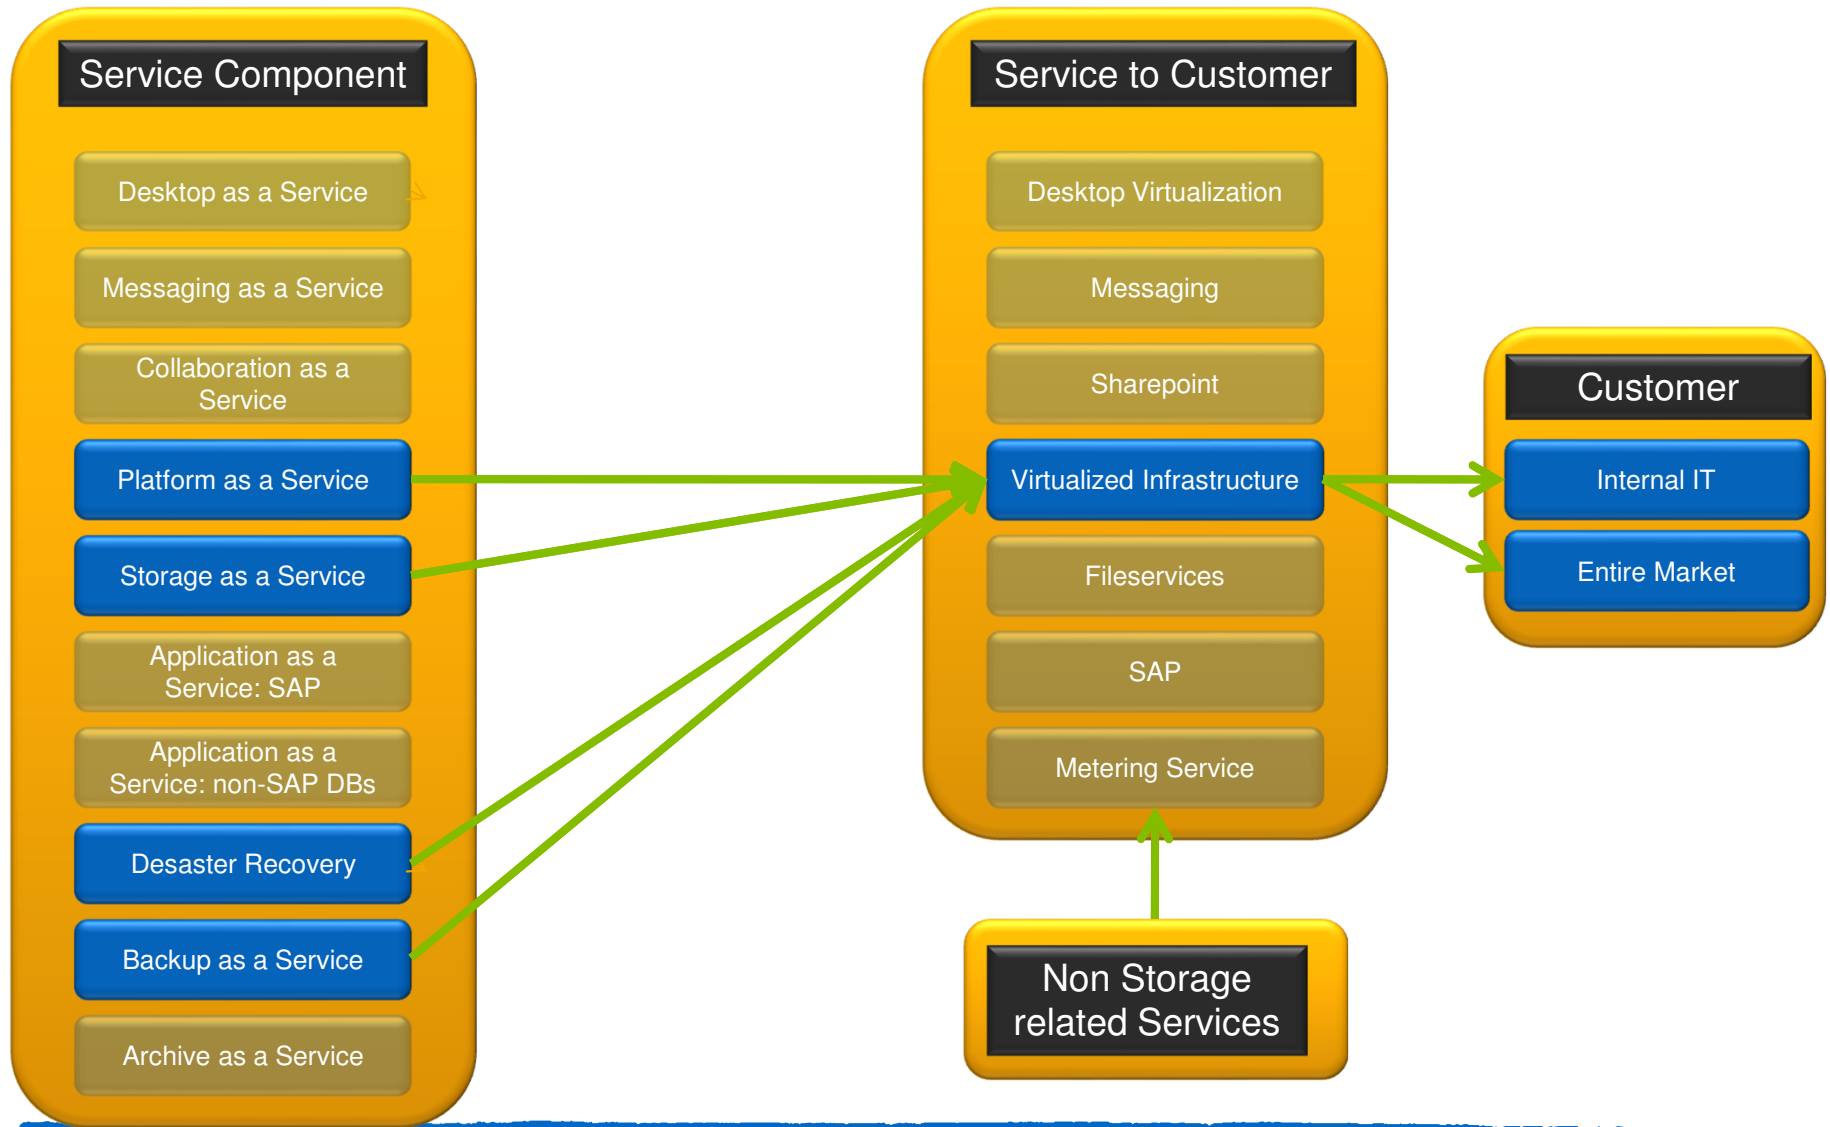 Service Component
Desktop as a Service
Messaging as a Service
Collaboration as a
Service
Platform as a Service
Storage as a Service
Application as a
Service: SAP
Application as a
Service: non-SAP DBs
Desaster Recovery
Backup as a Service
Archive as a Service
Service to Customer
Desktop Virtualization
Messaging
Sharepoint
Virtualized Infrastructure
Fileservices
SAP
Metering Service
Non Storage
related Services
Customer
Internal IT
Entire Market